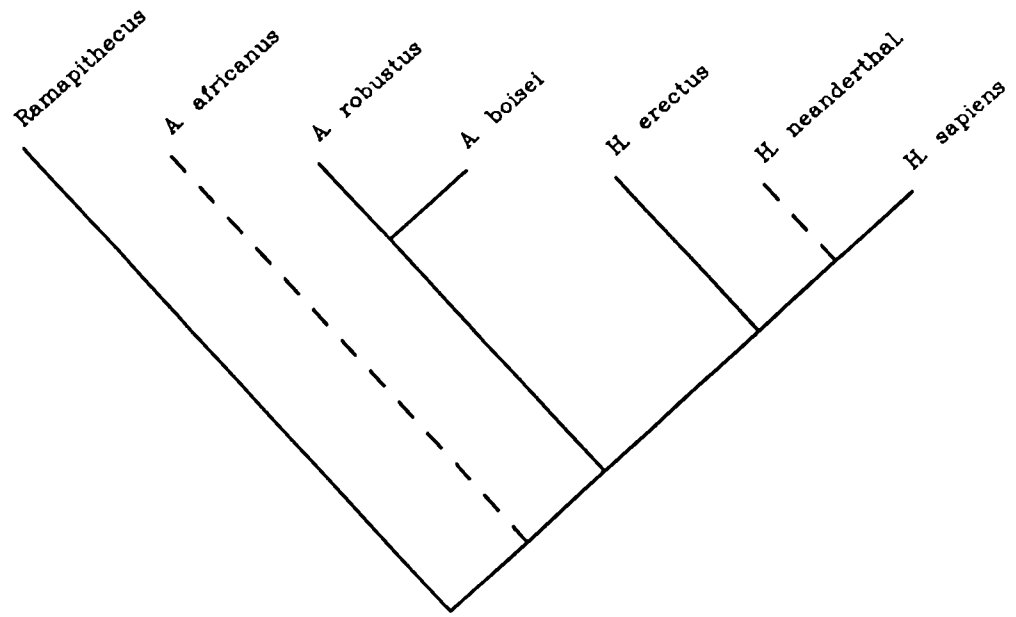 Ramapithecus
A. africanus
A. robustus
A. boisei
H. erectus
H. neanderthal
H. sapiens